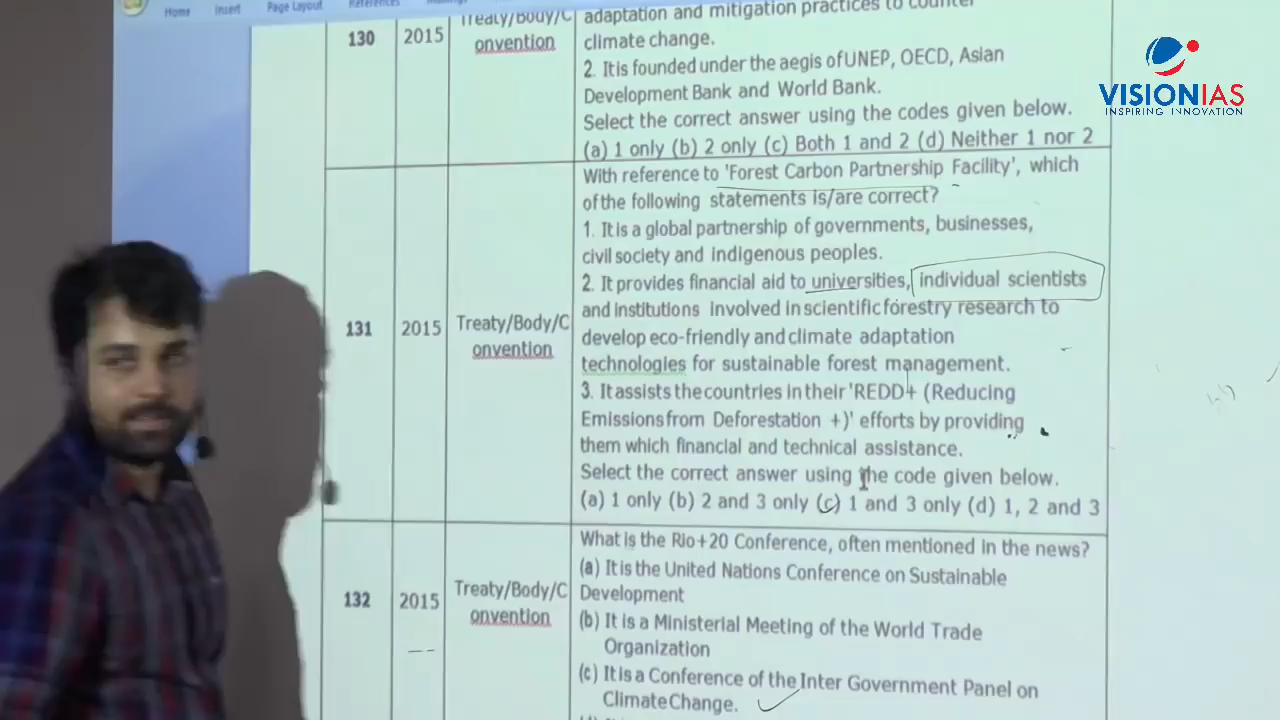 Home Insert Page Layout References
VISIONIAS
INSPIRING INNOVATION
130 2015 Treaty/Body/C
onvention
adaptation and mitigation practices to counter
climate change.
2. It is founded under the aegis of UNEP, OECD, Asian
Development Bank and World Bank.
Select the correct answer using the codes given below.
(a) 1 only (b) 2 only (c) Both 1 and 2 (d) Neither 1 nor 2
131 2015 Treaty/Body/C
onvention
With reference to 'Forest Carbon Partnership Facility', which
of the following statements is/are correct?
1. It is a global partnership of governments, businesses,
civil society and indigenous peoples.
2. It provides financial aid to universities, individual scientists
and institutions involved in scientific forestry research to
develop eco-friendly and climate adaptation
technologies for sustainable forest management.
3. It assists the countries in their 'REDD+ (Reducing
Emissions from Deforestation +)' efforts by providing
them which financial and technical assistance.
Select the correct answer using the code given below.
(a) 1 only (b) 2 and 3 only (c) 1 and 3 only (d) 1, 2 and 3
132 2015 Treaty/Body/C
onvention
What is the Rio+20 Conference, often mentioned in the news?
(a) It is the United Nations Conference on Sustainable
Development
(b) It is a Ministerial Meeting of the World Trade
Organization
(c) It is a Conference of the Inter Government Panel on
Climate Change.